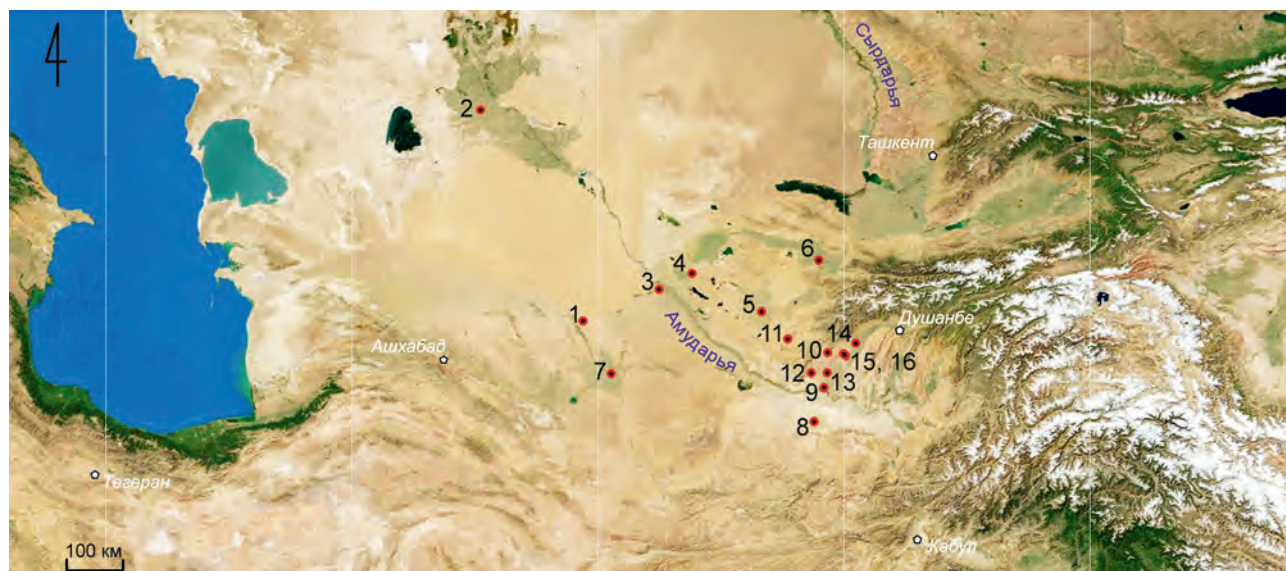 Сырдарья
2
Ташкент
6
4
3
5
1
Амударья
11
14
Душанбе
Ашхабад
10
15, 16
7
12
13
9
8
Тегеран
Кабул
100 км